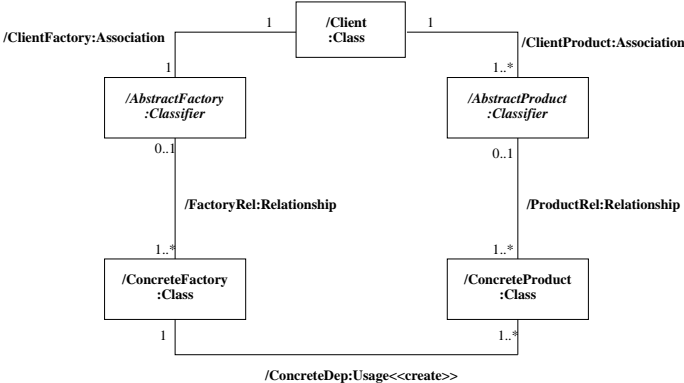 1
/Client
:Class
1
/ClientFactory:Association
/ClientProduct:Association
1
1..*
/AbstractFactory
:Classifier
/AbstractProduct
:Classifier
0..1
0..1
/FactoryRel:Relationship
/ProductRel:Relationship
1..*
1..*
/ConcreteFactory
:Class
/ConcreteProduct
:Class
1
1..*
/ConcreteDep:Usage<<create>>